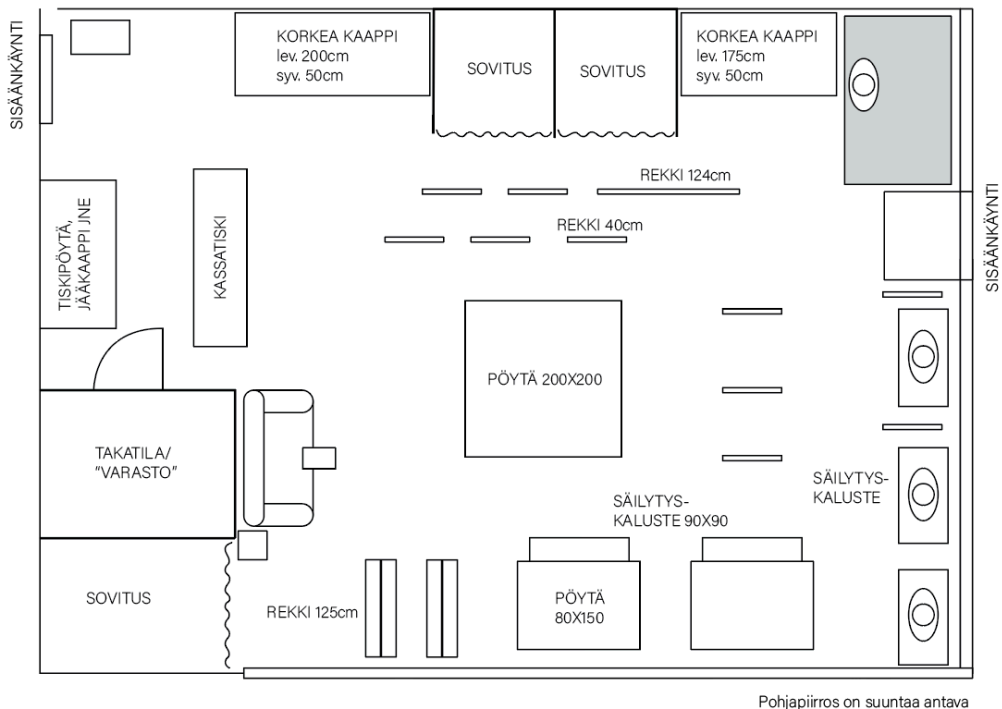 SISÄÄNKÄYNTI
KORKEA KAAPPI
lev. 200cm
syv. 50cm
SOVITUS
SOVITUS
KORKEA KAAPPI
lev. 175cm
syv. 50cm
REKKI 124cm
REKKI 40cm
SISÄÄNKÄYNTI
TISKIPÖYTÄ,
JÄÄKAAPPI JNE
KASSATISKI
PÖYTÄ 200X200
TAKATILA/
"VARASTO"
SÄILYTYS-
KALUSTE
SÄILYTYS-
KALUSTE 90X90
SOVITUS
REKKI 125cm
PÖYTÄ
80X150
Pohjapiirros on suuntaa antava